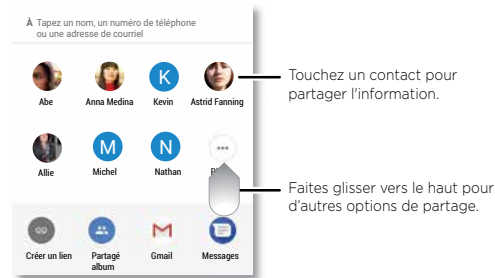 À Tapez un nom, un numéro de téléphone
ou une adresse de courriel
Abe Anna Medina Kevin Astrid Fanning
Touchez un contact pour
partager l'information.
Allie Michel Nathan
Faites glisser vers le haut pour
d'autres options de partage.
Créer un lien Partagé Gmail Messages
album
K
M
N